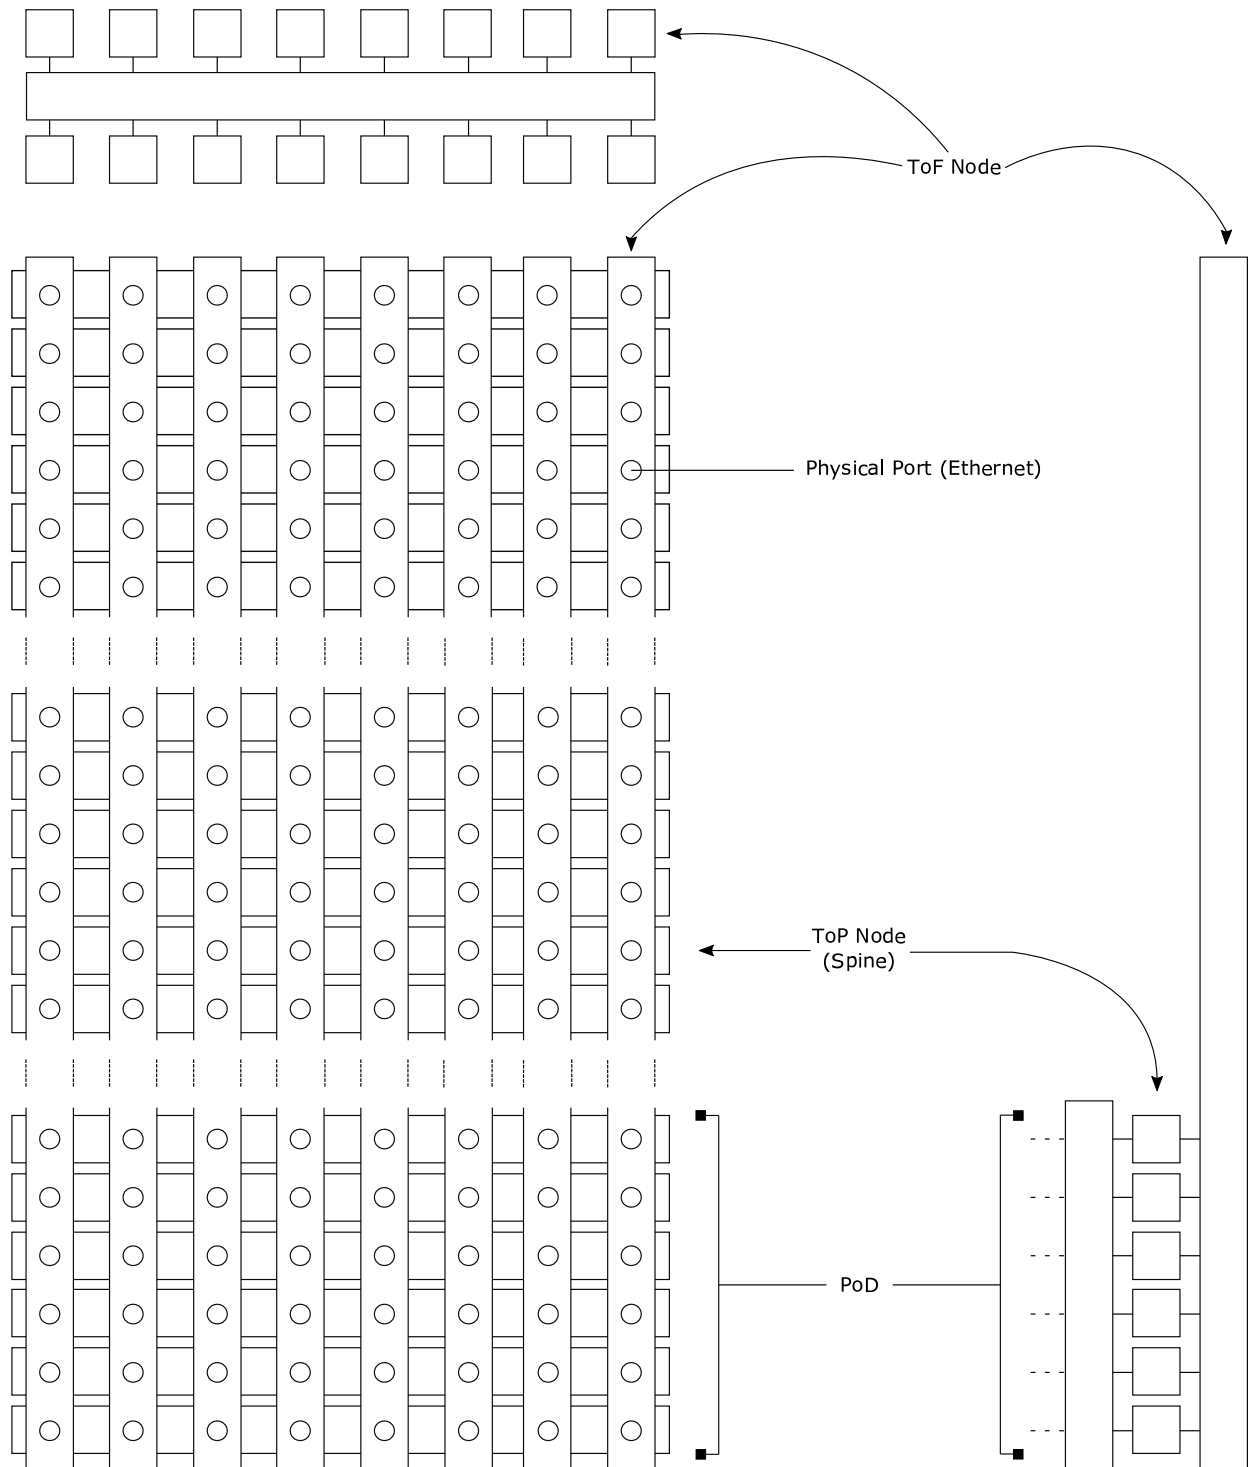 ToF Node
Physical Port (Ethernet)
ToP Node
(Spine)
PoD